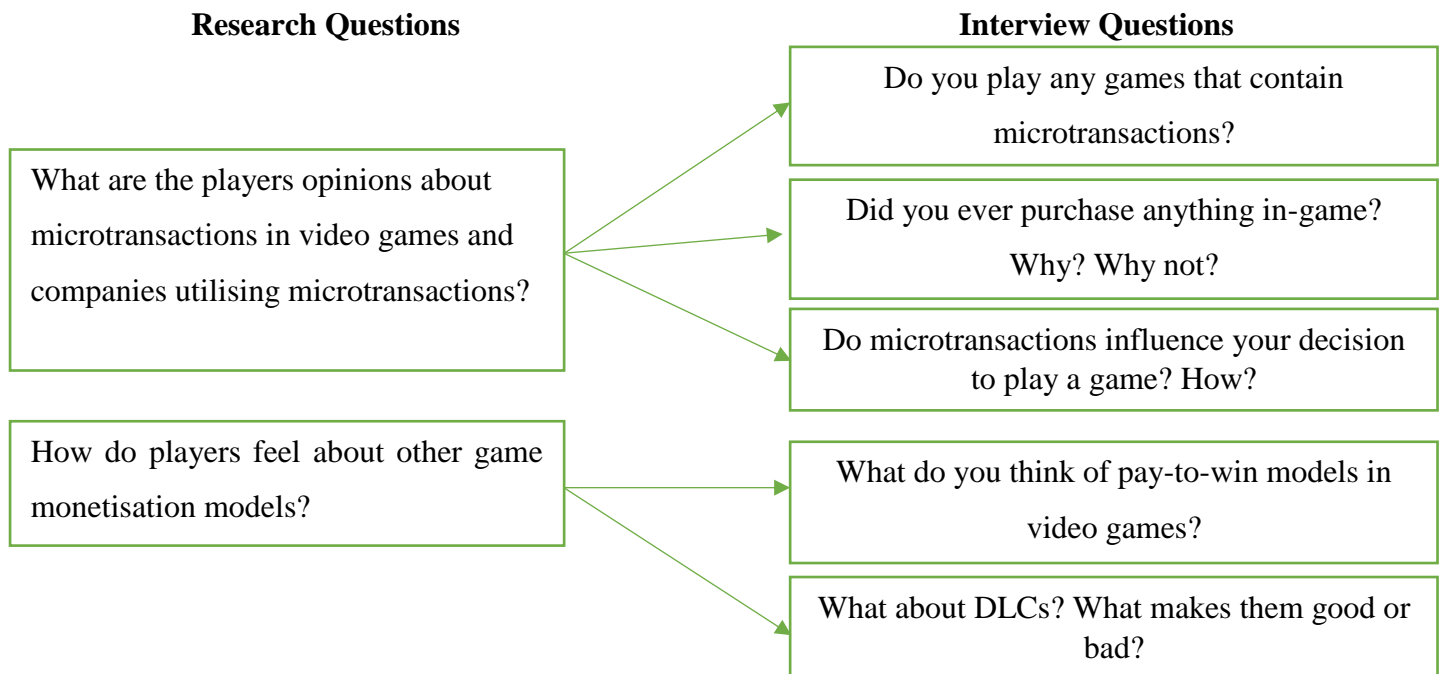 Research Questions
Interview Questions
What are the players opinions about
microtransactions in video games and
companies utilising microtransactions?
How do players feel about other game
monetisation models?
Do you play any games that contain
microtransactions?
Did you ever purchase anything in-game?
Why? Why not?
Do microtransactions influence your decision
to play a game? How?
What do you think of pay-to-win models in
video games?
What about DLCs? What makes them good or
bad?